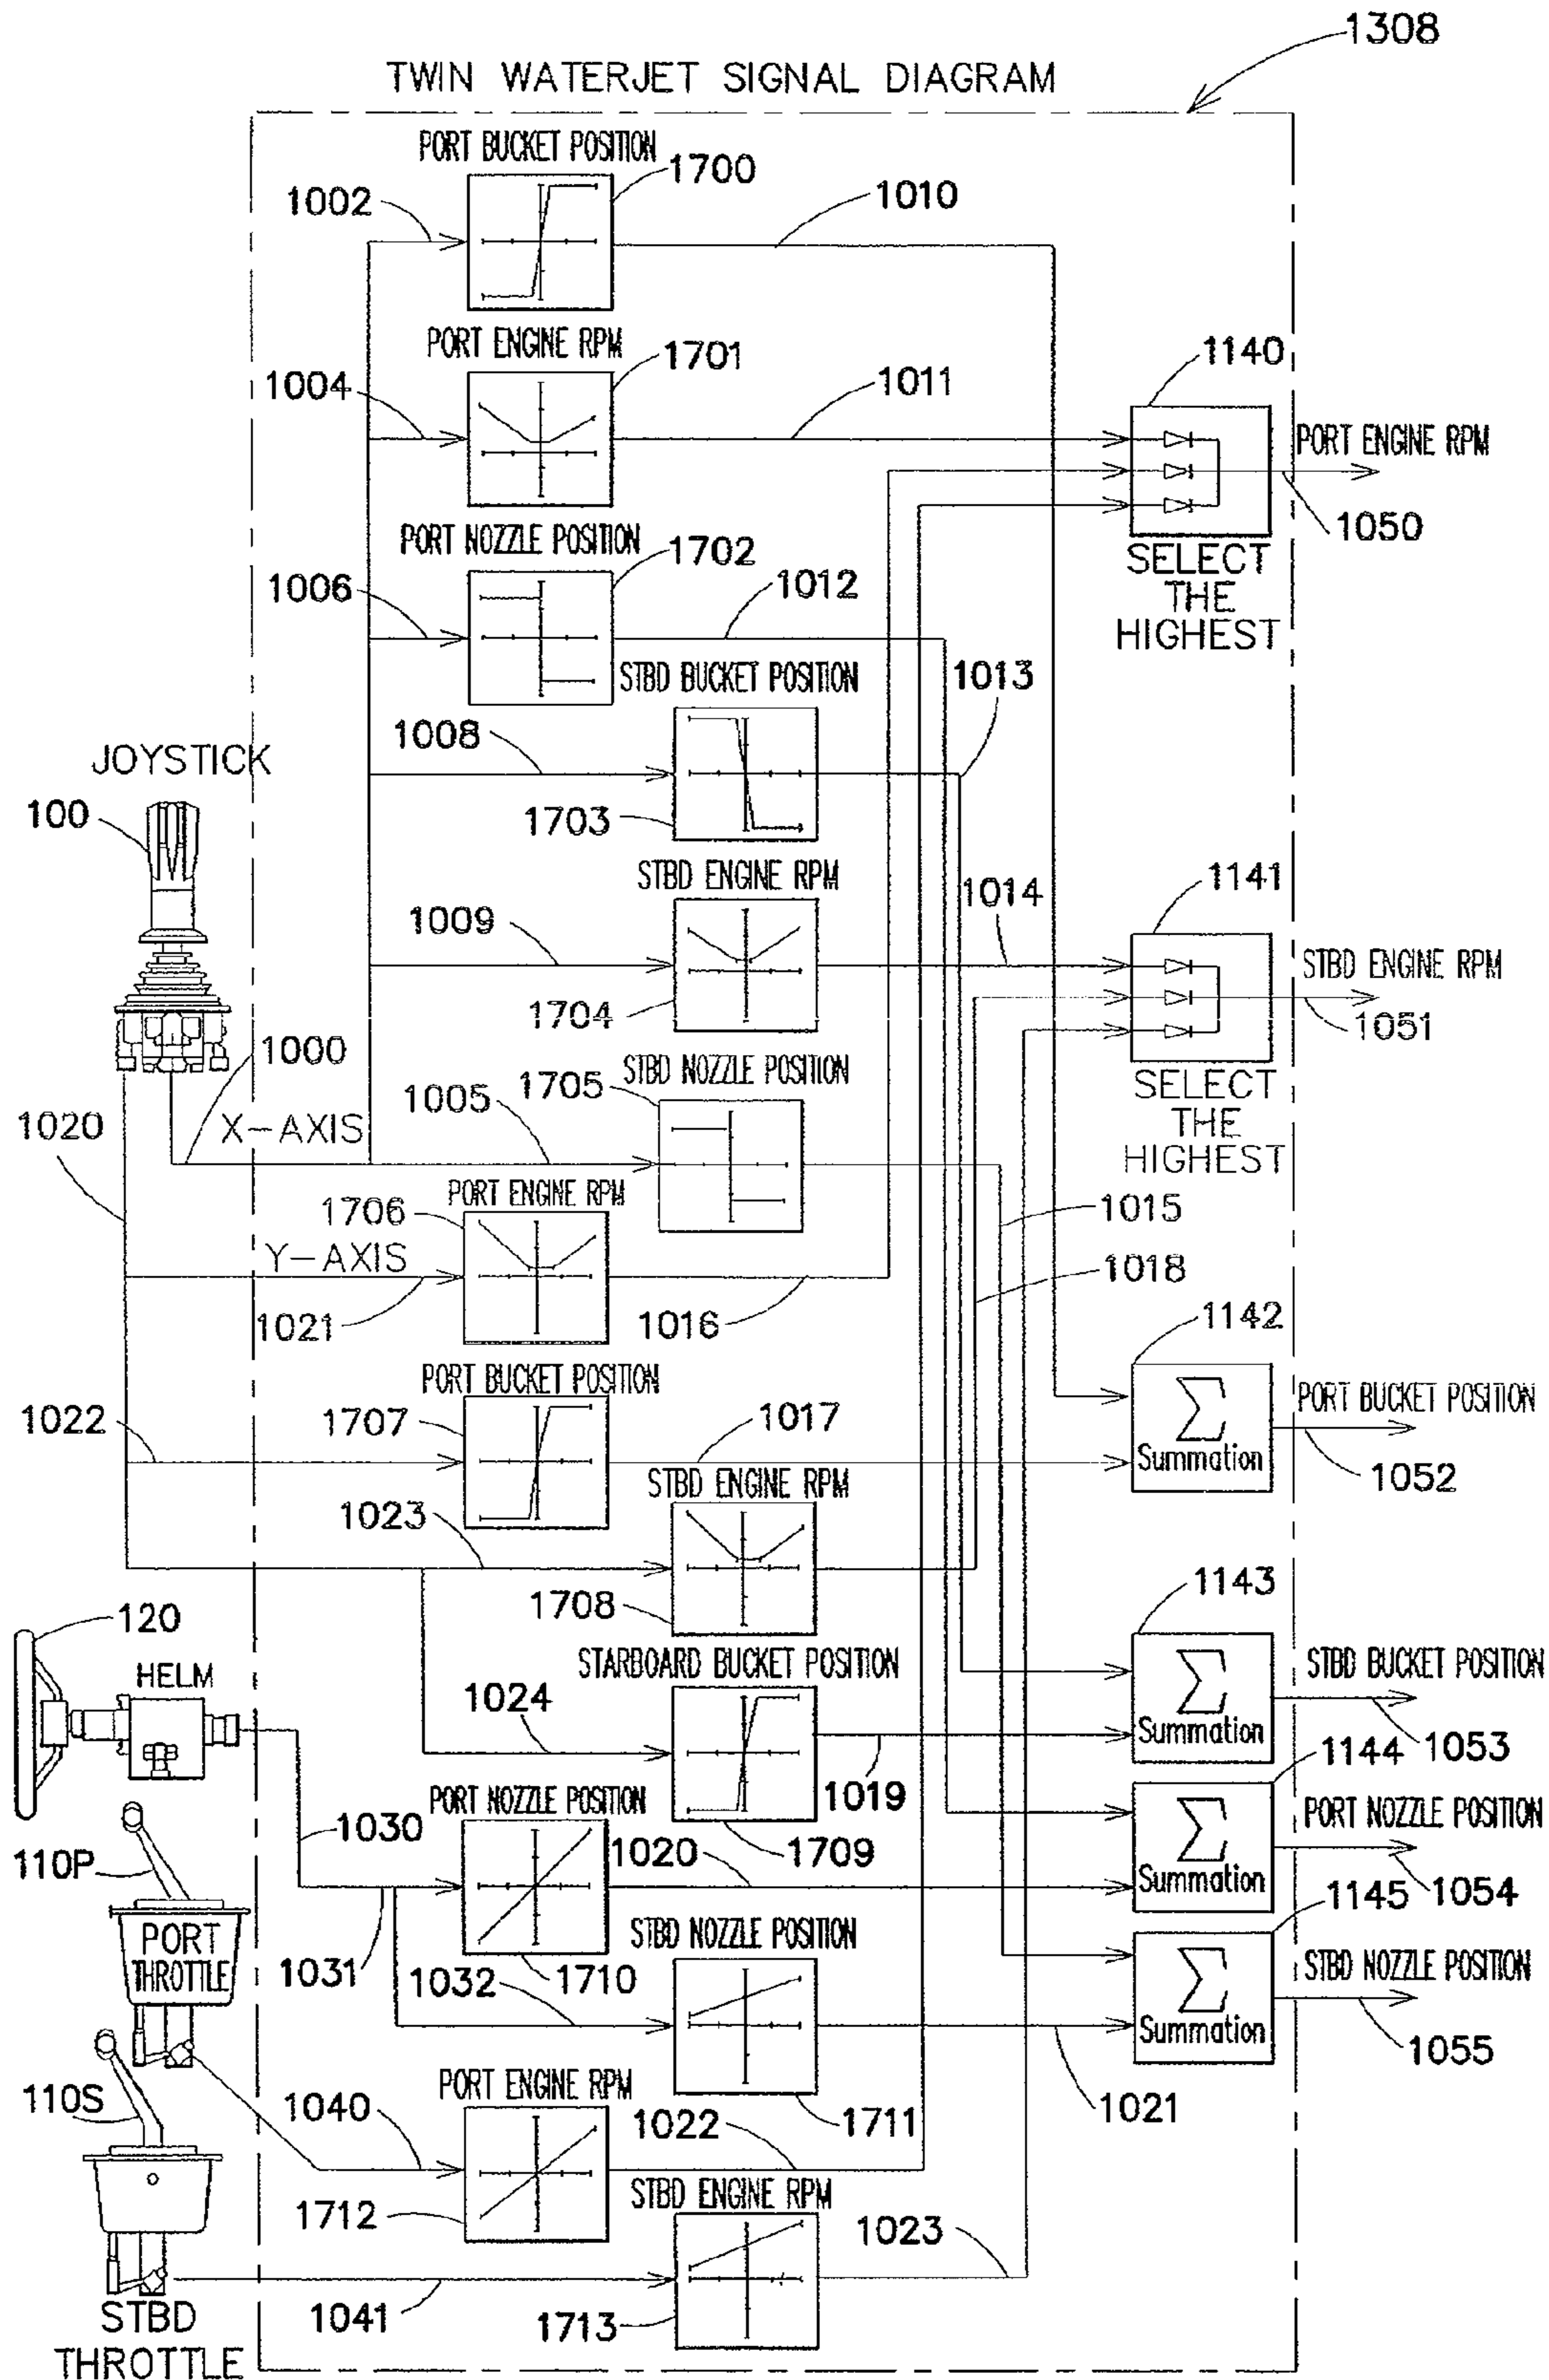 1308
TWIN WATERJET SIGNAL DIAGRAM
PORT BUCKET POSITION
1700
1002
1010
PORT ENGINE RPM
1701
1004
1011
1140
PORT ENGINE RPM
1050
SELECT
THE
HIGHEST
PORT NOZZLE POSITION
1702
1006
1012
STBD BUCKET POSITION
1013
1008
1703
JOYSTICK
100
STBD ENGINE RPM
1014
1009
1704
1141
STBD ENGINE RPM
1051
SELECT
THE
HIGHEST
1000
1020
X-AXIS
1005
1705
STBD NOZZLE POSITION
1015
PORT ENGINE RPM
1706
Y-AXIS
1021
1016
1018
1142
PORT BUCKET POSITION
1707
1022
1017
Σ
Summation
PORT BUCKET POSITION
1052
STBD ENGINE RPM
1023
1708
1143
120
HELM
STARBOARD BUCKET POSITION
1024
1019
1709
Σ
Summation
STBD BUCKET POSITION
1053
1144
PORT NOZZLE POSITION
1030
1020
110P
PORT
THROTTLE
1031
1710
Σ
Summation
PORT NOZZLE POSITION
1054
1145
STBD NOZZLE POSITION
1032
1711
1021
Σ
Summation
STBD NOZZLE POSITION
1055
110S
PORT ENGINE RPM
1040
1022
1712
STBD ENGINE RPM
1023
1041
1713
STBD
THROTTLE